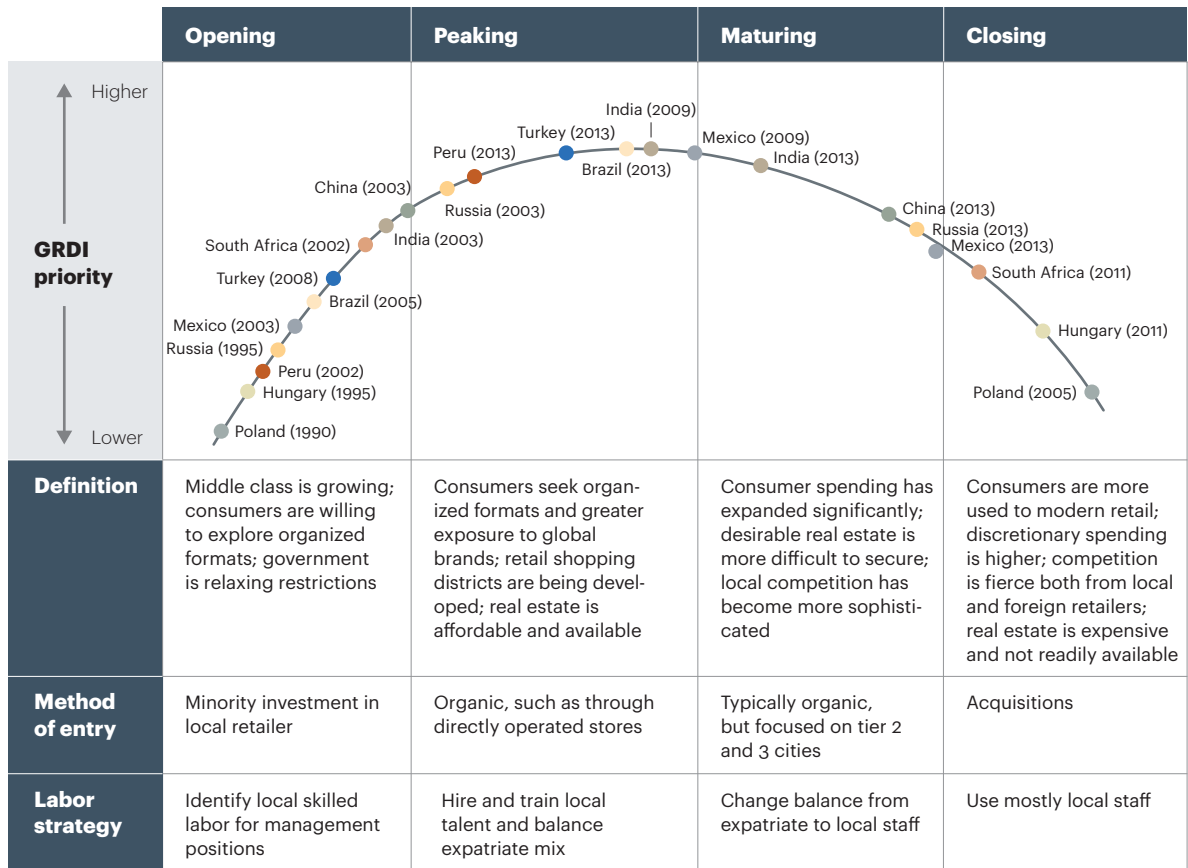 Opening
Peaking
Maturing
Closing
Higher
GRDI
priority
Lower
India (2009)
Turkey (2013)
Mexico (2009)
Peru (2013)
Brazil (2013)
India (2013)
China (2003)
Russia (2003)
China (2013)
South Africa (2002)
India (2003)
Russia (2013)
Mexico (2013)
Turkey (2008)
South Africa (2011)
Brazil (2005)
Mexico (2003)
Hungary (2011)
Russia (1995)
Peru (2002)
Hungary (1995)
Poland (2005)
Poland (1990)
Definition
Middle class is growing;
consumers are willing
to explore organized
formats; government
is relaxing restrictions
Consumers seek organ-
ized formats and greater
exposure to global
brands; retail shopping
districts are being devel-
oped; real estate is
affordable and available
Consumer spending has
expanded significantly;
desirable real estate is
more difficult to secure;
local competition has
become more sophisti-
cated
Consumers are more
used to modern retail;
discretionary spending
is higher; competition
is fierce both from local
and foreign retailers;
real estate is expensive
and not readily available
Method
of entry
Minority investment in
local retailer
Organic, such as through
directly operated stores
Typically organic,
but focused on tier 2
and 3 cities
Acquisitions
Labor
strategy
Identify local skilled
labor for management
positions
Hire and train local
talent and balance
expatriate mix
Change balance from
expatriate to local staff
Use mostly local staff